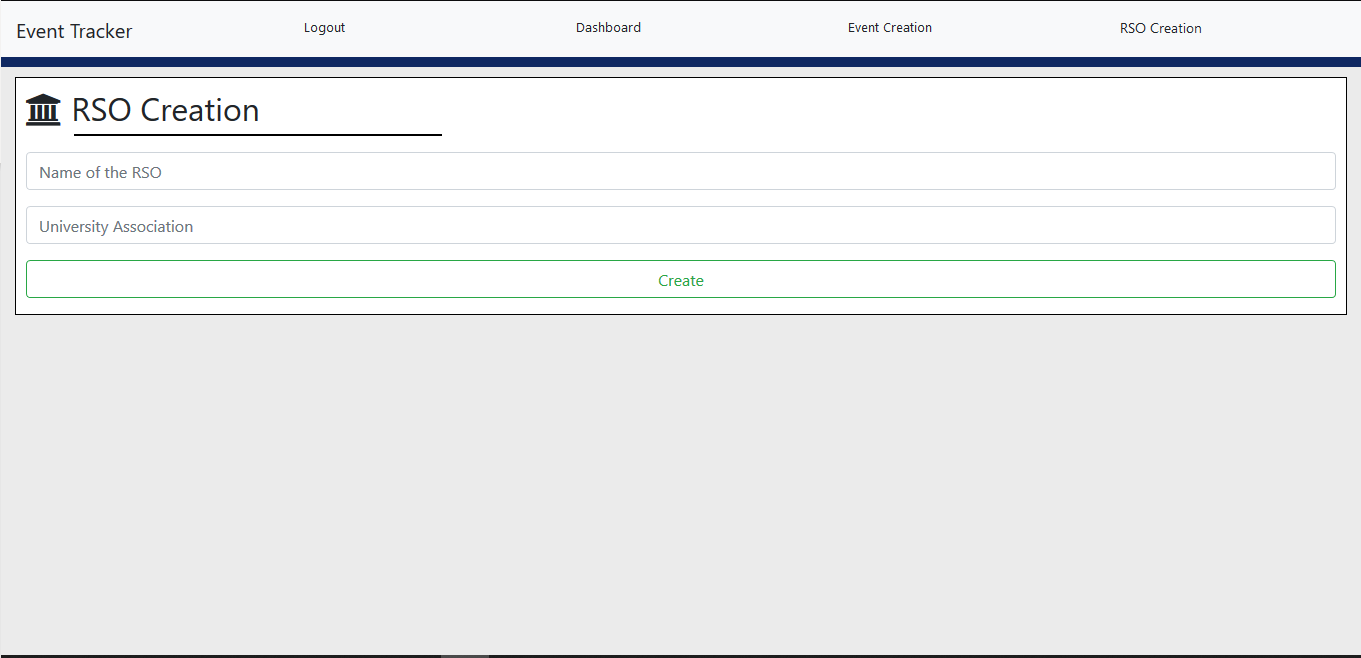 Event Tracker
Logout
Dashboard
Event Creation
RSO Creation
RSO Creation
Name of the RSO
University Association
Create